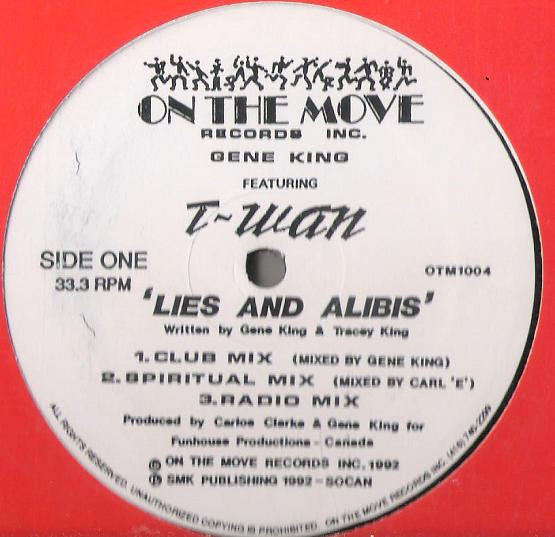 ON THE MOVE
RECORDS INC.
GENE KING
FEATURING
T-WAN
SIDE ONE
33.3 RPM
OTM1004
'LIES AND ALIBIS'
Written by Gene King & Tracey King
1.CLUB MIX (MIXED BY GENE KING)
2.SPIRITUAL MIX (MIXED BY CARL 'E')
3.RADIO MIX
Produced by Carlos Clarke & Gene King for
Funhouse Productions - Canada
℗ ON THE MOVE RECORDS INC. 1992
℗ SMK PUBLISHING 1992 - SOCAN
ALL RIGHTS RESERVED. UNAUTHORIZED COPYING IS PROHIBITED. ON THE MOVE RECORDS INC. (416) 740-2299